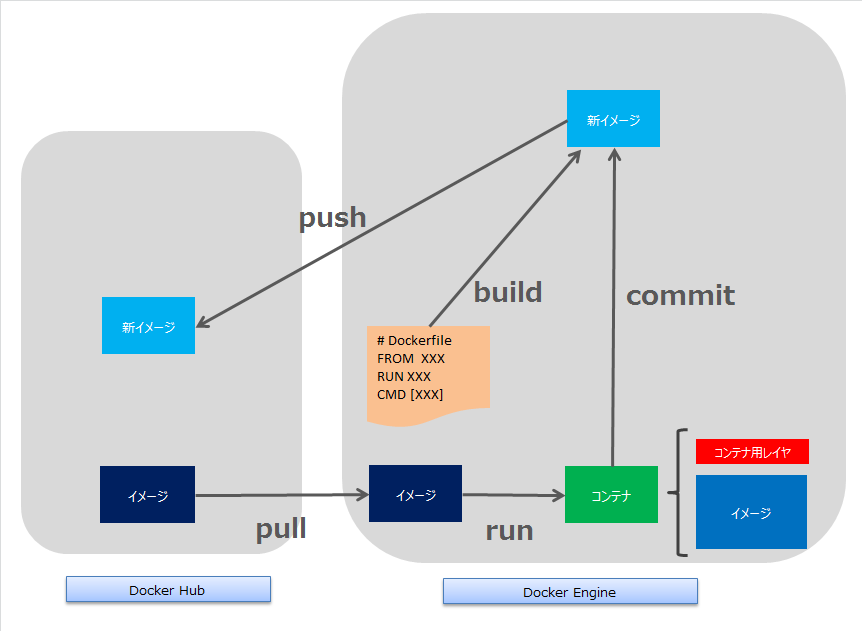 新イメージ
push
build
commit
新イメージ
# Dockerfile
FROM XXX
RUN XXX
CMD [XXX]
イメージ
pull
イメージ
run
コンテナ
コンテナ用レイヤ
イメージ
Docker Hub
Docker Engine